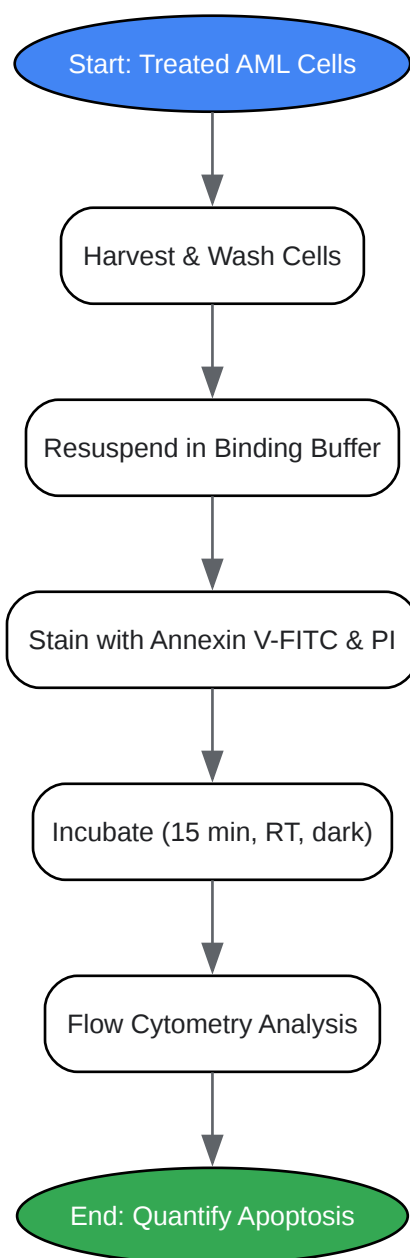 Start: Treated AML Cells
Harvest & Wash Cells
Resuspend in Binding Buffer
Stain with Annexin V-FITC & PI
Incubate (15 min, RT, dark)
Flow Cytometry Analysis
End: Quantify Apoptosis